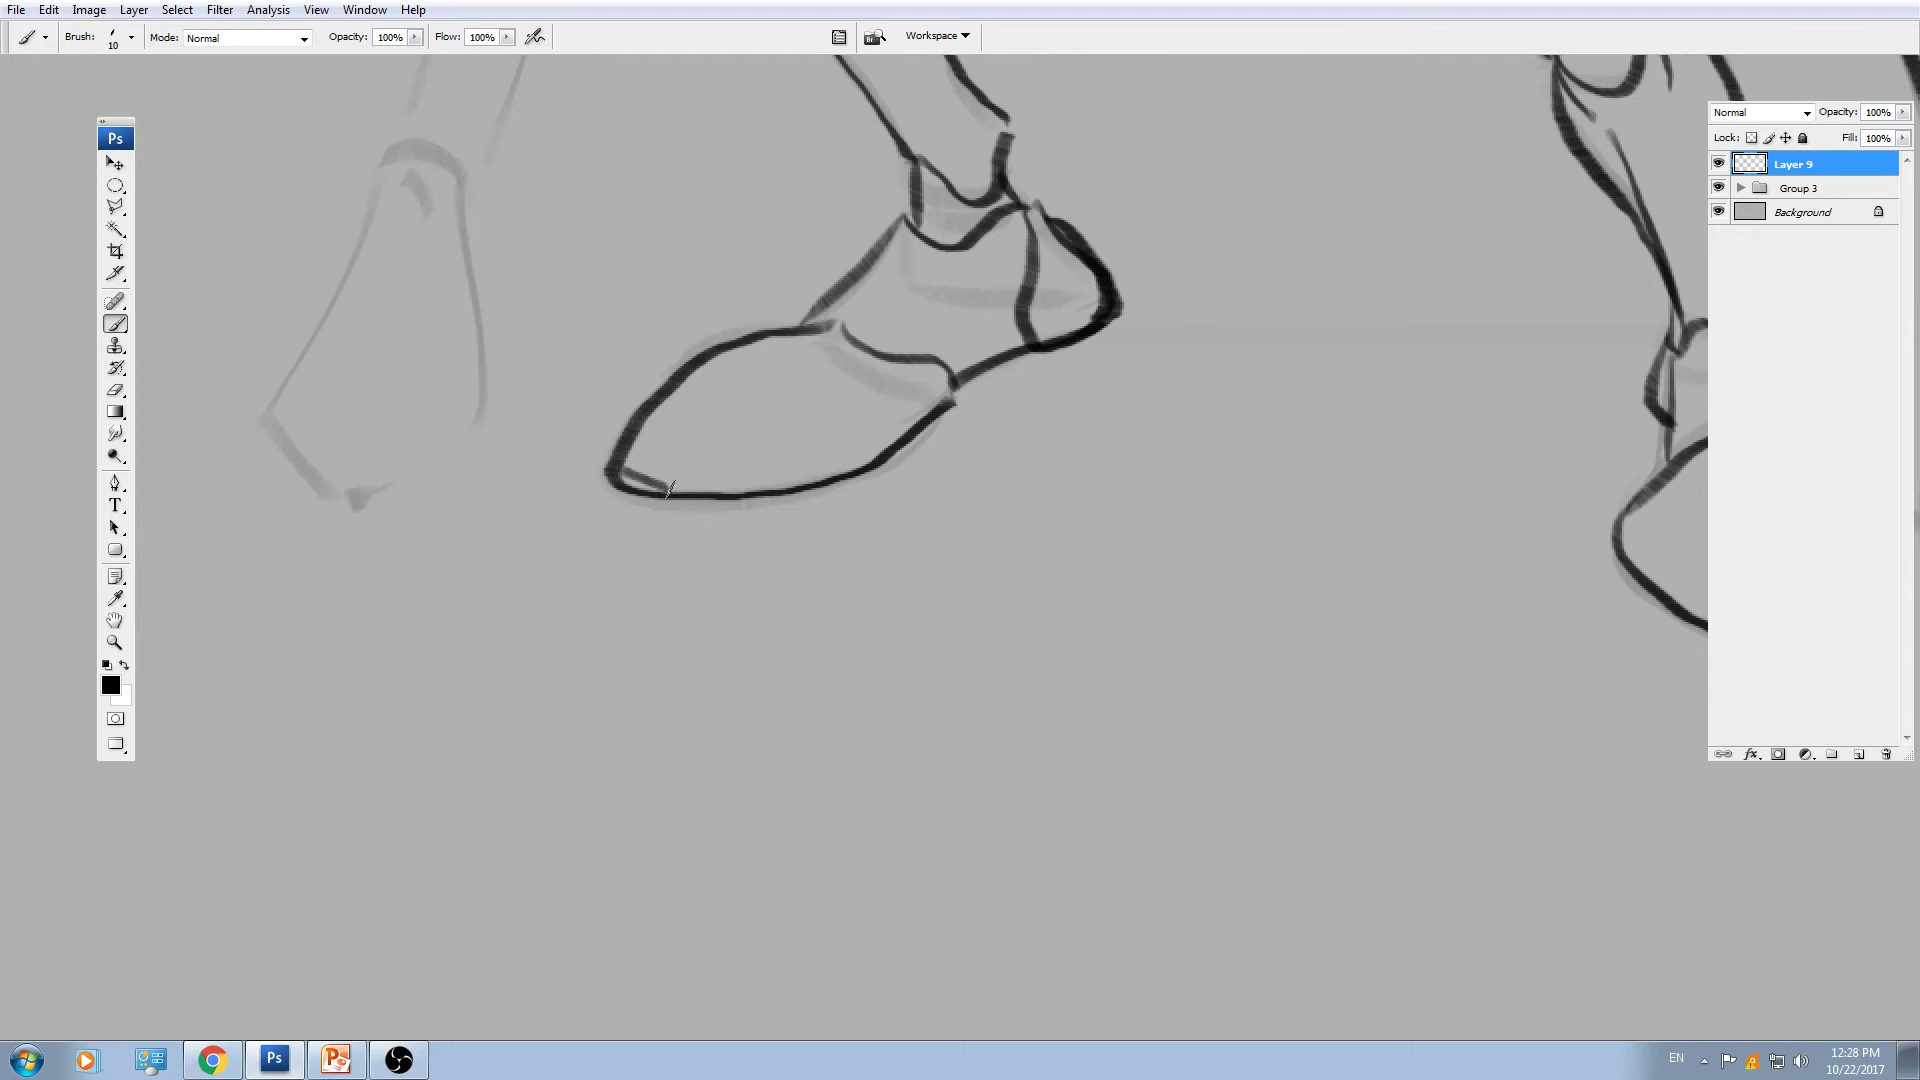 File Edit Image Layer Select Filter Analysis View Window Help
Brush: 10 Mode: Normal Opacity: 100% Flow: 100% Workspace
Ps
Normal Opacity: 100%
Lock: Fill: 100%
Layer 9
Group 3
Background
T
fx
Ps
EN
12:28 PM
10/22/2017